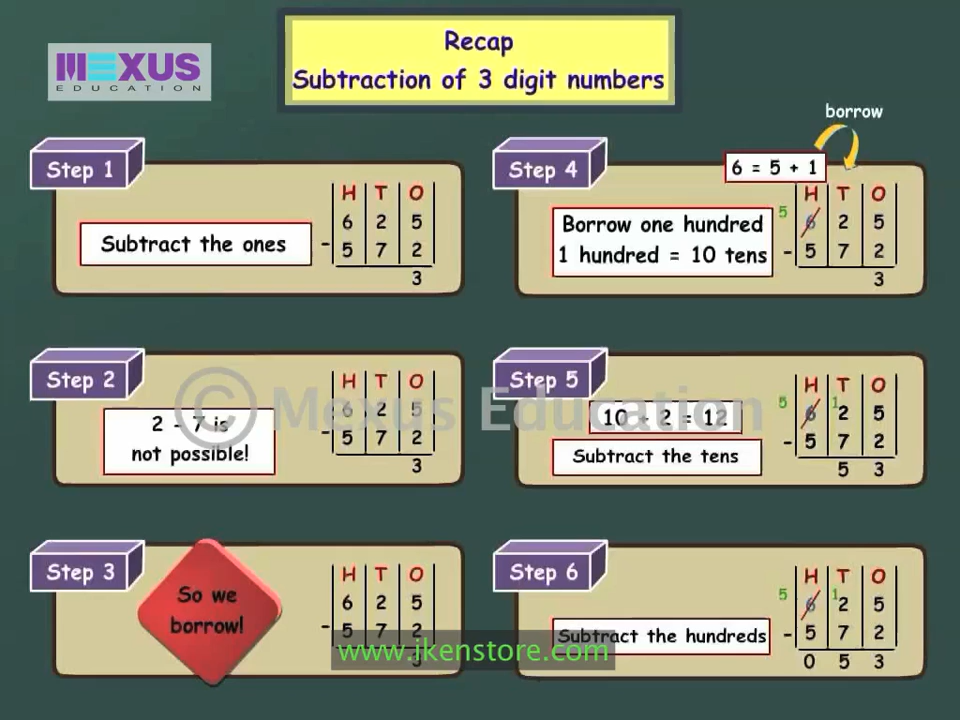 MEXUS
EDUCATION
Recap
Subtraction of 3 digit numbers
Step 1
Subtract the ones
H T O
6 2 5
- 5 7 2
3
Step 2
2 - 7 is
not possible!
H T O
6 2 5
- 5 7 2
3
Step 3
So we
borrow!
H T O
6 2 5
- 5 7 2
3
borrow
Step 4
6 = 5 + 1
Borrow one hundred
1 hundred = 10 tens
H T O
5 6 2 5
- 5 7 2
3
Step 5
10 + 2 = 12
Subtract the tens
H T O
5 6 1 2 5
- 5 7 2
5 3
Step 6
Subtract the hundreds
H T O
5 6 1 2 5
- 5 7 2
0 5 3
© Mexus Education
www.ikenstore.com